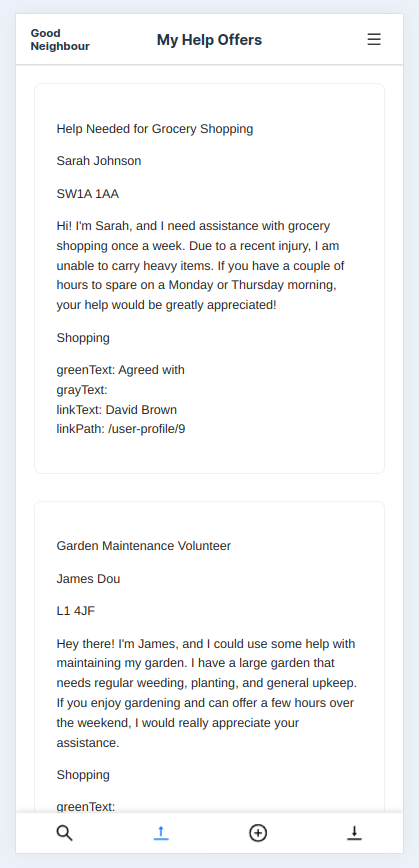 Good
Neighbour
My Help Offers
Help Needed for Grocery Shopping
Sarah Johnson
SW1A 1AA
Hi! I'm Sarah, and I need assistance with grocery
shopping once a week. Due to a recent injury, I am
unable to carry heavy items. If you have a couple of
hours to spare on a Monday or Thursday morning,
your help would be greatly appreciated!
Shopping
greenText: Agreed with
grayText:
linkText: David Brown
linkPath: /user-profile/9
Garden Maintenance Volunteer
James Dou
L1 4JF
Hey there! I'm James, and I could use some help with
maintaining my garden. I have a large garden that
needs regular weeding, planting, and general upkeep.
If you enjoy gardening and can offer a few hours over
the weekend, I would really appreciate your
assistance.
Shopping
greenText: